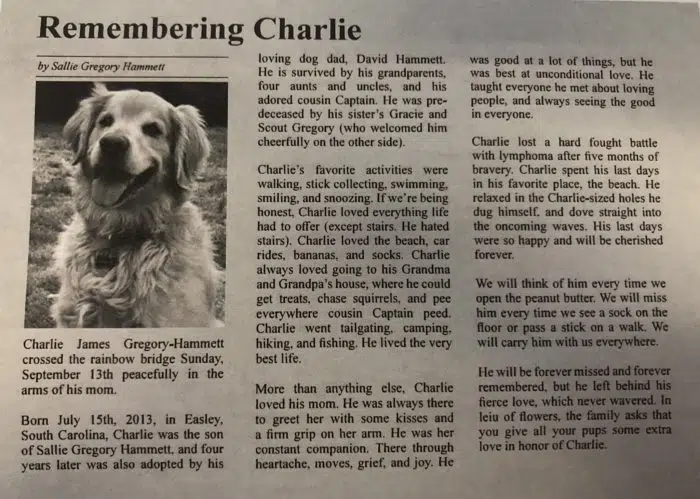 Remembering Charlie
by Sallie Gregory Hammett
Charlie James Gregory-Hammett
crossed the rainbow bridge Sunday,
September 13th peacefully in the
arms of his mom.
Born July 15th, 2013, in Easley,
South Carolina, Charlie was the son
of Sallie Gregory Hammett, and four
years later was also adopted by his
loving dog dad, David Hammett.
He is survived by his grandparents,
four aunts and uncles, and his
adored cousin Captain. He was pre-
deceased by his sister's Gracie and
Scout Gregory (who welcomed him
cheerfully on the other side).
Charlie's favorite activities were
walking, stick collecting, swimming,
smiling, and snoozing. If we're being
honest, Charlie loved everything life
had to offer (except stairs. He hated
stairs). Charlie loved the beach, car
rides, bananas, and socks. Charlie
always loved going to his Grandma
and Grandpa's house, where he could
get treats, chase squirrels, and pee
everywhere cousin Captain peed.
Charlie went tailgating, camping,
hiking, and fishing. He lived the very
best life.
More than anything else, Charlie
loved his mom. He was always there
to greet her with some kisses and
a firm grip on her arm. He was her
constant companion. There through
heartache, moves, grief, and joy. He
was good at a lot of things, but he
was best at unconditional love. He
taught everyone he met about loving
people, and always seeing the good
in everyone.
Charlie lost a hard fought battle
with lymphoma after five months of
bravery. Charlie spent his last days
in his favorite place, the beach. He
relaxed in the Charlie-sized holes he
dug himself, and dove straight into
the oncoming waves. His last days
were so happy and will be cherished
forever.
We will think of him every time we
open the peanut butter. We will miss
him every time we see a sock on the
floor or pass a stick on a walk. We
will carry him with us everywhere.
He will be forever missed and forever
remembered, but he left behind his
fierce love, which never wavered. In
leiu of flowers, the family asks that
you give all your pups some extra
love in honor of Charlie.